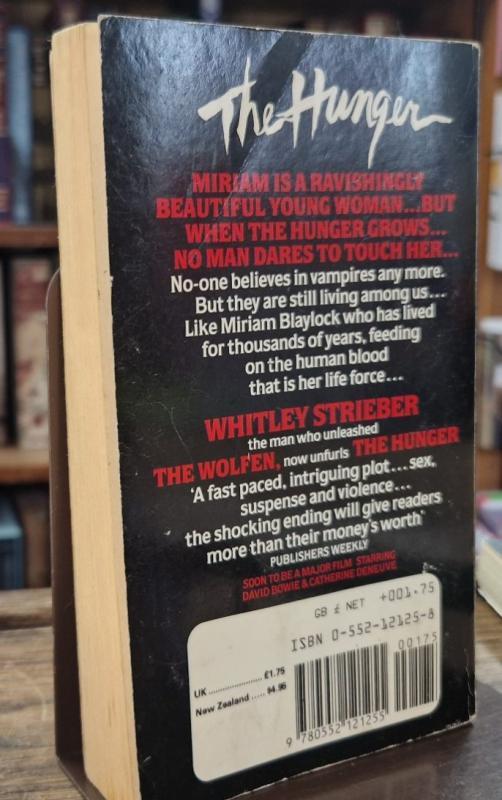 The Hunger
MIRIAM IS A RAVISHINGLY
BEAUTIFUL YOUNG WOMAN...BUT
WHEN THE HUNGER GROWS...
NO MAN DARES TO TOUCH HER...
No-one believes in vampires any more.
But they are still living among us...
Like Miriam Blaylock who has lived
for thousands of years, feeding
on the human blood
that is her life force...
WHITLEY STRIEBER
the man who unleashed
THE WOLFEN, now unfurls THE HUNGER
'A fast paced, intriguing plot...sex,
suspense and violence...
the shocking ending will give readers
more than their money's worth'
PUBLISHERS WEEKLY
SOON TO BE A MAJOR FILM STARRING
DAVID BOWIE & CATHERINE DENEUVE
GB £ NET +001.75
ISBN 0-552-12125-8
00175
UK ..................... £1.75
New Zealand ..... $4.95
9 780552 121255